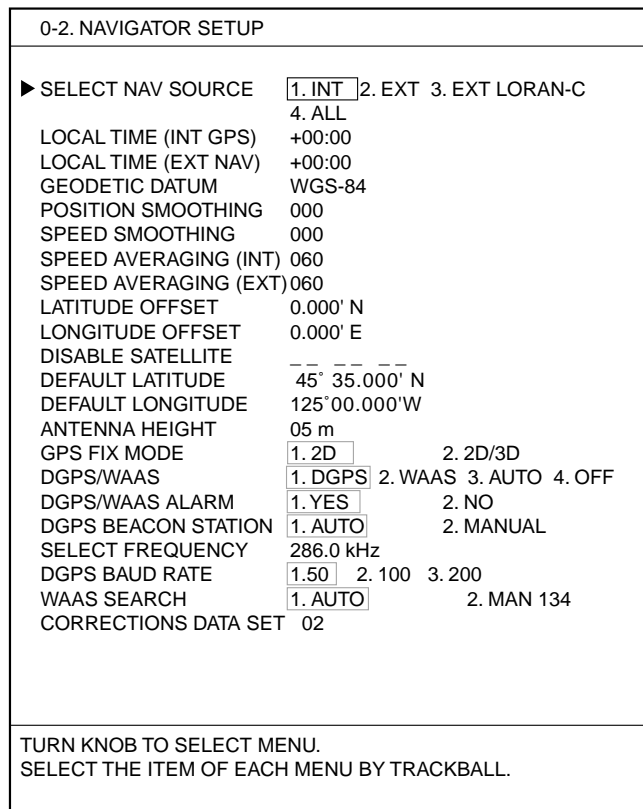 0-2. NAVIGATOR SETUP
▶ SELECT NAV SOURCE 1. INT 2. EXT 3. EXT LORAN-C
4. ALL
LOCAL TIME (INT GPS) +00:00
LOCAL TIME (EXT NAV) +00:00
GEODETIC DATUM WGS-84
POSITION SMOOTHING 000
SPEED SMOOTHING 000
SPEED AVERAGING (INT) 060
SPEED AVERAGING (EXT) 060
LATITUDE OFFSET 0.000' N
LONGITUDE OFFSET 0.000' E
DISABLE SATELLITE _ _ _ _ _ _
DEFAULT LATITUDE 45° 35.000' N
DEFAULT LONGITUDE 125°00.000'W
ANTENNA HEIGHT 05 m
GPS FIX MODE 1. 2D 2. 2D/3D
DGPS/WAAS 1. DGPS 2. WAAS 3. AUTO 4. OFF
DGPS/WAAS ALARM 1. YES 2. NO
DGPS BEACON STATION 1. AUTO 2. MANUAL
SELECT FREQUENCY 286.0 kHz
DGPS BAUD RATE 1.50 2. 100 3. 200
WAAS SEARCH 1. AUTO 2. MAN 134
CORRECTIONS DATA SET 02
TURN KNOB TO SELECT MENU.
SELECT THE ITEM OF EACH MENU BY TRACKBALL.